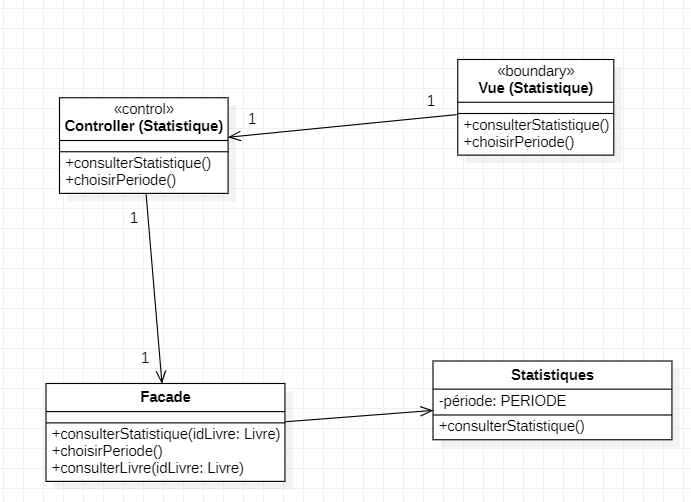 «control»
Controller (Statistique)
+consulterStatistique()
+choisirPeriode()
1
1
«boundary»
Vue (Statistique)
+consulterStatistique()
+choisirPeriode()
1
1
Facade
+consulterStatistique(idLivre: Livre)
+choisirPeriode()
+consulterLivre(idLivre: Livre)
Statistiques
-période: PERIODE
+consulterStatistique()